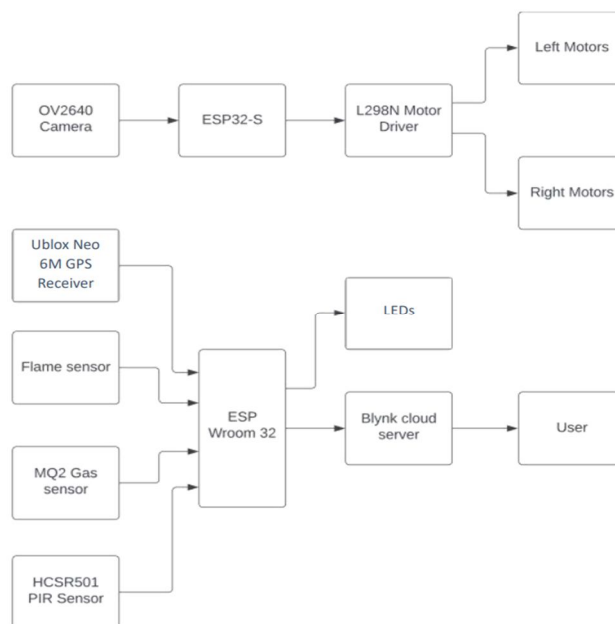 Left Motors
OV2640
Camera
ESP32-S
L298N Motor
Driver
Right Motors
Ublox Neo
6M GPS
Receiver
LEDs
Flame sensor
ESP
Wroom 32
Blynk cloud
server
User
MQ2 Gas
sensor
HCSR501
PIR Sensor